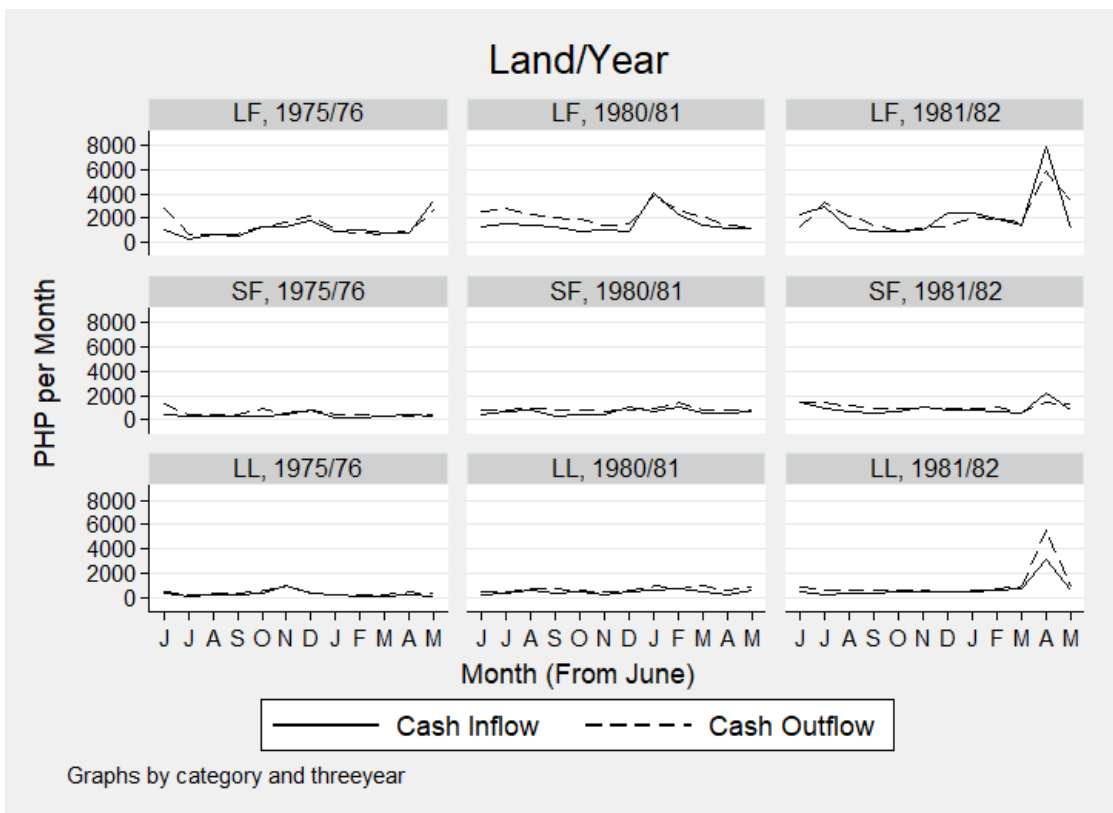 Land/Year
LF, 1975/76 LF, 1980/81 LF, 1981/82
8000
6000
4000
2000
0
SF, 1975/76 SF, 1980/81 SF, 1981/82
8000
6000
4000
2000
0
LL, 1975/76 LL, 1980/81 LL, 1981/82
8000
6000
4000
2000
0
PHP per Month
J J A S O N D J F M A M J J A S O N D J F M A M J J A S O N D J F M A M
Month (From June)
Cash Inflow Cash Outflow
Graphs by category and threeyear